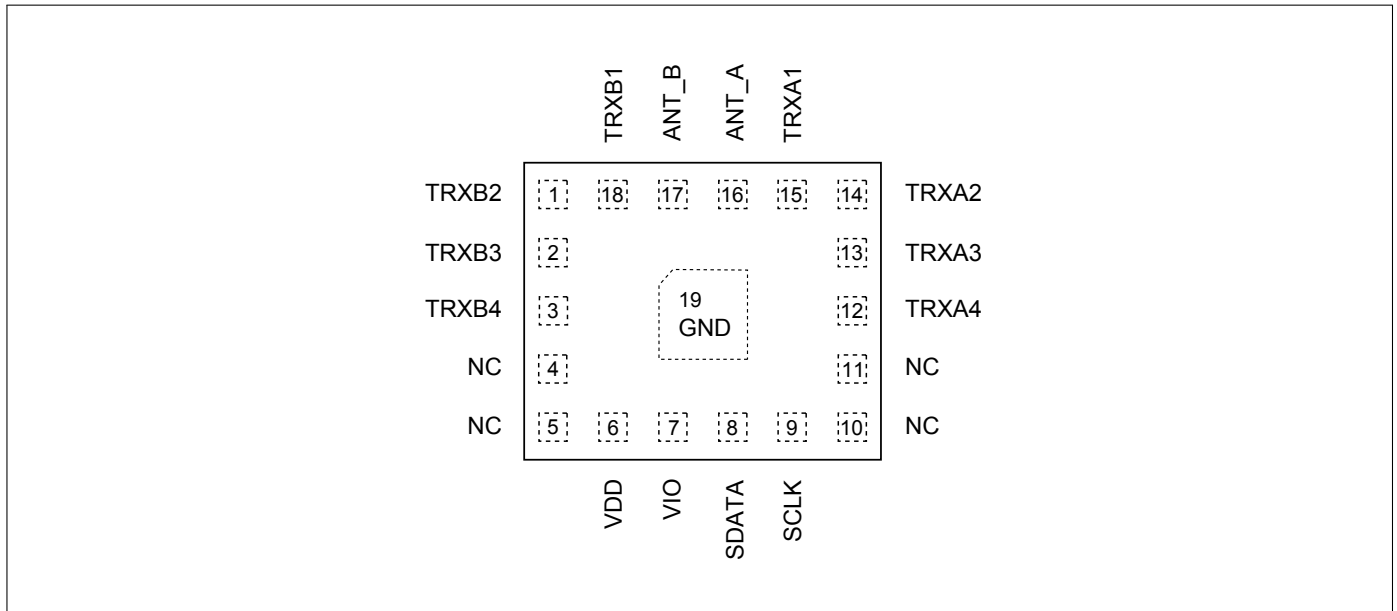 TRXB1
ANT_B
ANT_A
TRXA1
TRXB2 1 18 17 16 15 14 TRXA2
TRXB3 2 13 TRXA3
19
TRXB4 3 GND 12 TRXA4
NC 4 11 NC
NC 5 6 7 8 9 10 NC
VDD
VIO
SDATA
SCLK